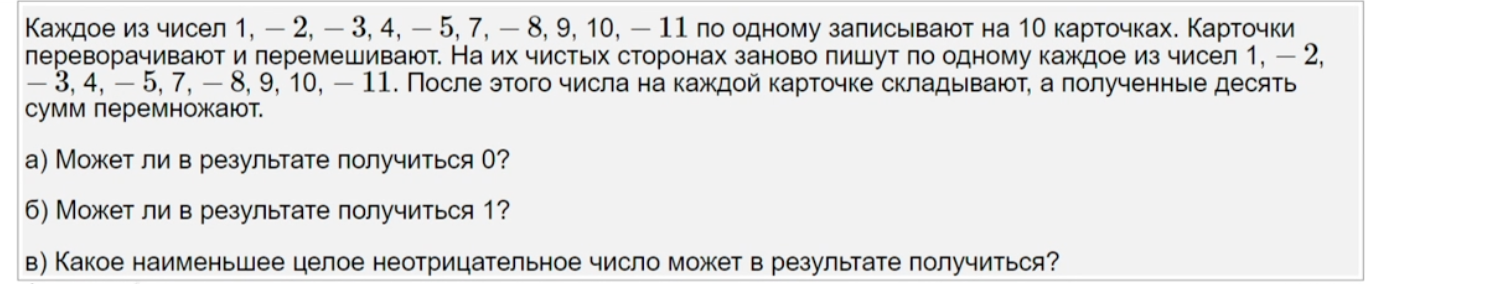 Каждое из чисел 1, − 2, − 3, 4, − 5, 7, − 8, 9, 10, − 11 по одному записывают на 10 карточках. Карточки
переворачивают и перемешивают. На их чистых сторонах заново пишут по одному каждое из чисел 1, − 2,
− 3, 4, − 5, 7, − 8, 9, 10, − 11. После этого числа на каждой карточке складывают, а полученные десять
сумм перемножают.
а) Может ли в результате получиться 0?
б) Может ли в результате получиться 1?
в) Какое наименьшее целое неотрицательное число может в результате получиться?